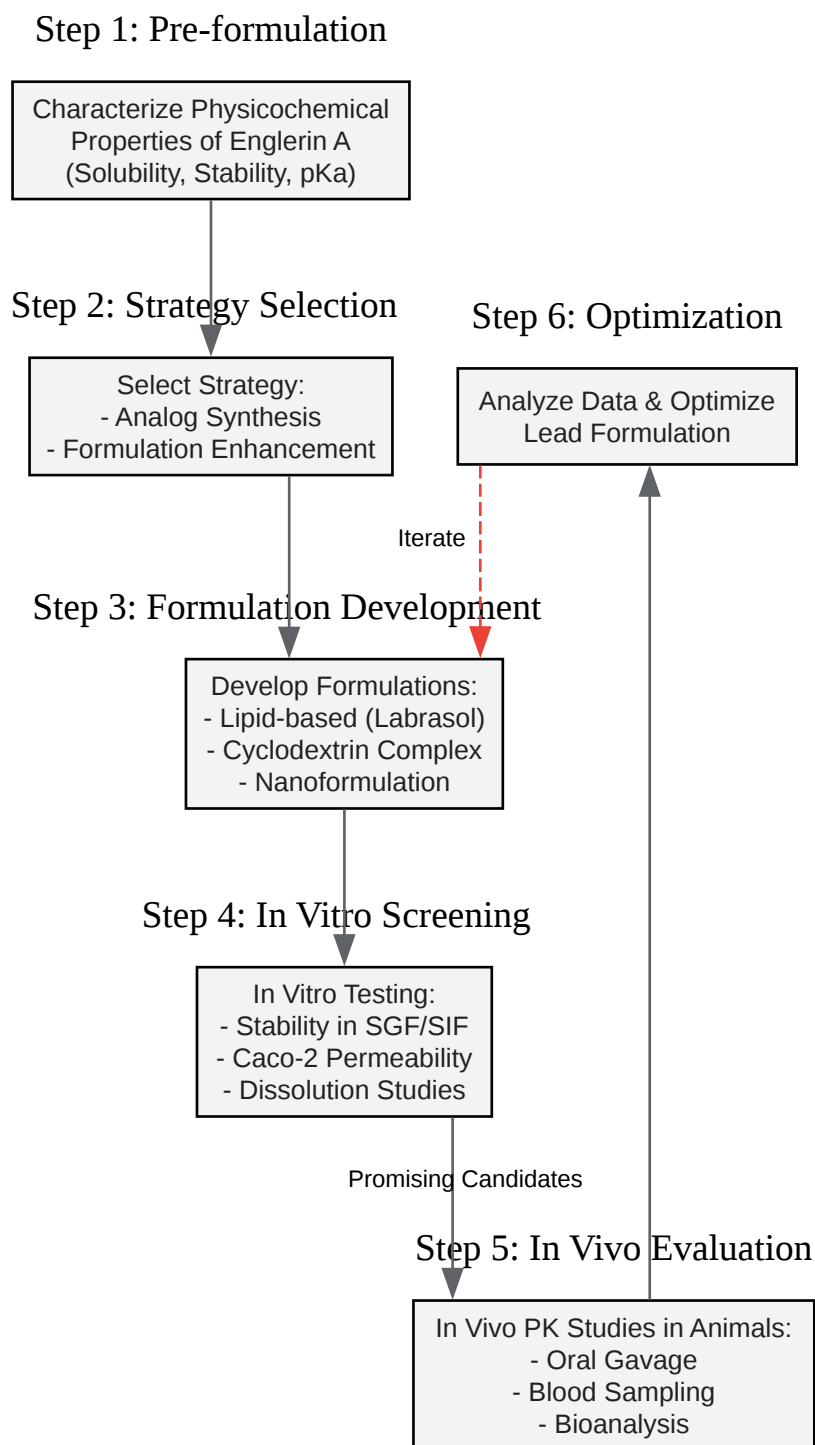 Step 1: Pre-formulation
Characterize Physicochemical
Properties of Englerin A
(Solubility, Stability, pKa)
Step 2: Strategy Selection
Select Strategy:
- Analog Synthesis
- Formulation Enhancement
Step 6: Optimization
Analyze Data & Optimize
Lead Formulation
Iterate
Step 3: Formulation Development
Develop Formulations:
- Lipid-based (Labrasol)
- Cyclodextrin Complex
- Nanoformulation
Step 4: In Vitro Screening
In Vitro Testing:
- Stability in SGF/SIF
- Caco-2 Permeability
- Dissolution Studies
Promising Candidates
Step 5: In Vivo Evaluation
In Vivo PK Studies in Animals:
- Oral Gavage
- Blood Sampling
- Bioanalysis